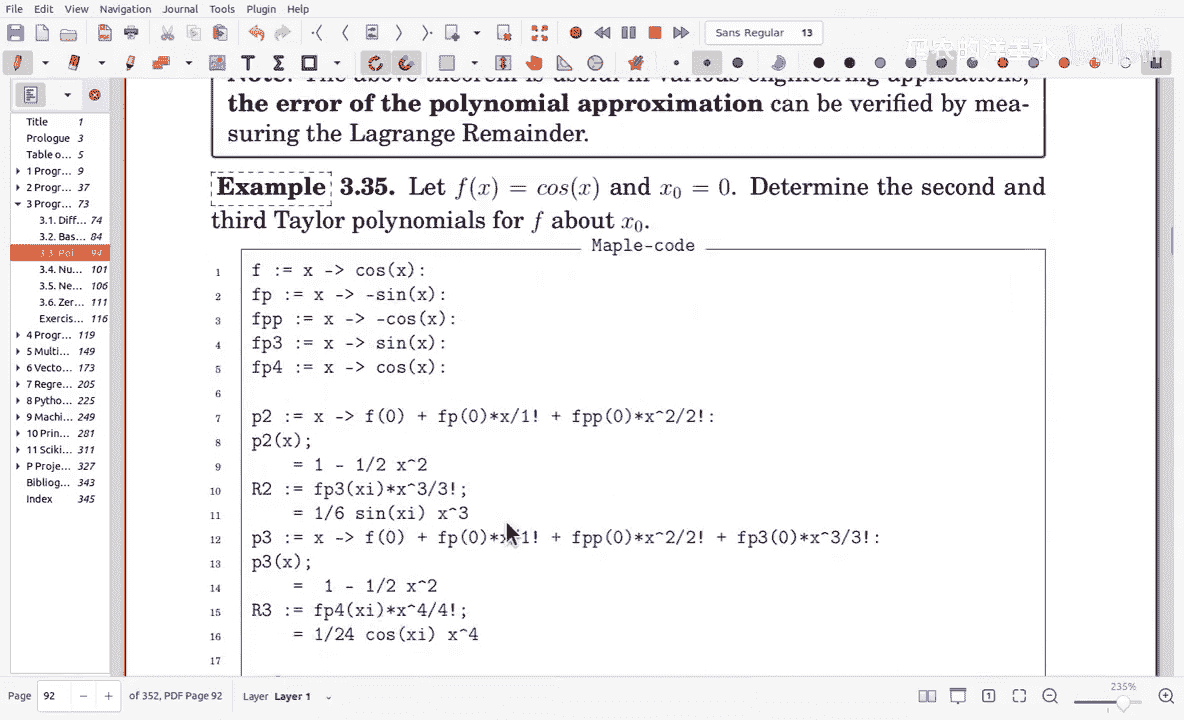 File Edit View Navigation Journal Tools Plugin Help
Sans Regular 13
Title 1
Prologue 3
Table o... 5
1 Progr... 9
2 Progr... 37
3 Progr... 73
3.1. Diff... 74
3.2. Bas... 84
3.3. Pol... 94
3.4. Nu... 101
3.5. Ne... 106
3.6. Zer... 111
Exercis... 116
4 Progr... 119
5 Multi... 149
6 Vecto... 173
7 Regre... 205
8 Pytho... 225
9 Machi... 249
10 Prin... 281
11 Sciki... 311
P Proje... 327
Bibliog... 343
Index 345
Note: The above theorem is useful in various engineering applications;
the error of the polynomial approximation can be verified by mea-
suring the Lagrange Remainder.
Example 3.35. Let f(x) = cos(x) and x₀ = 0. Determine the second and
third Taylor polynomials for f about x₀.
Maple-code
1 f := x -> cos(x):
2 fp := x -> -sin(x):
3 fpp := x -> -cos(x):
4 fp3 := x -> sin(x):
5 fp4 := x -> cos(x):
6
7 p2 := x -> f(0) + fp(0)*x/1! + fpp(0)*x^2/2!:
8 p2(x);
9 = 1 - 1/2 x^2
10 R2 := fp3(xi)*x^3/3!;
11 = 1/6 sin(xi) x^3
12 p3 := x -> f(0) + fp(0)*x/1! + fpp(0)*x^2/2! + fp3(0)*x^3/3!:
13 p3(x);
14 = 1 - 1/2 x^2
15 R3 := fp4(xi)*x^4/4!;
16 = 1/24 cos(xi) x^4
17
Page 92 of 352, PDF Page 92 Layer Layer 1 235%